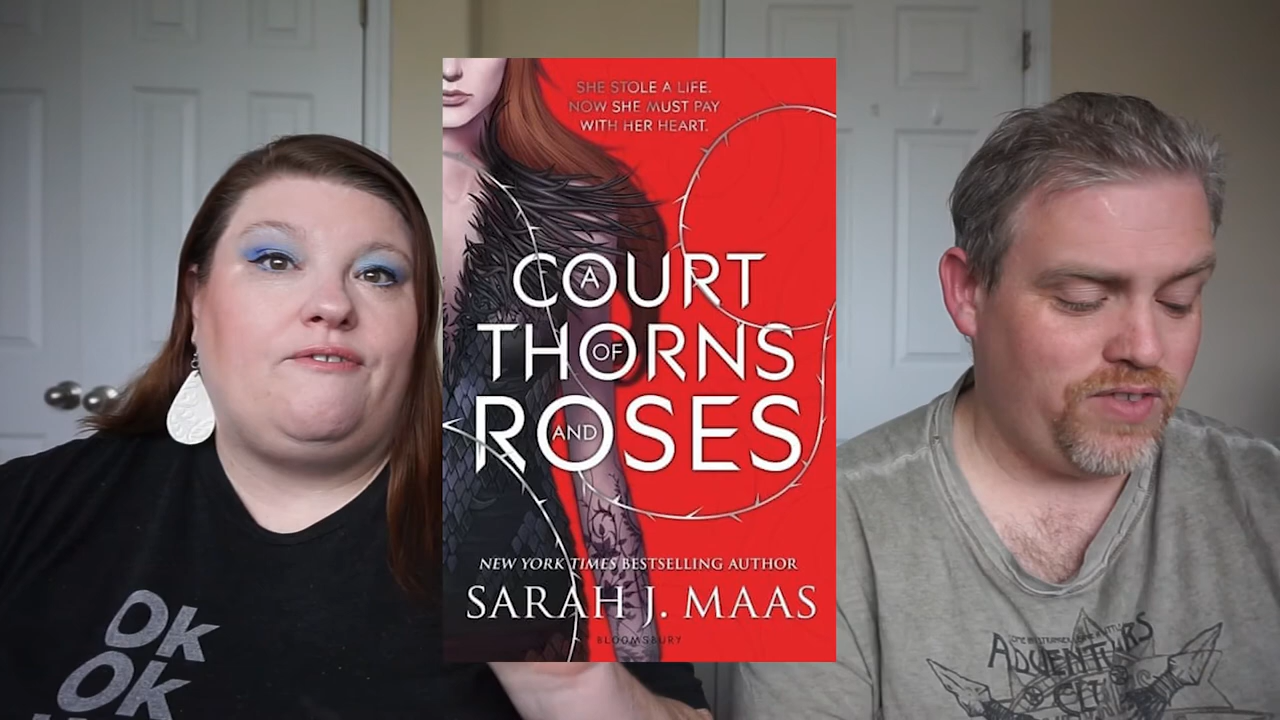 SHE STOLE A LIFE.
NOW SHE MUST PAY
WITH HER HEART.
A
COURT
OF
THORNS
AND
ROSES
NEW YORK TIMES BESTSELLING AUTHOR
SARAH J. MAAS
BLOOMSBURY
Ok
Ok
ADVENTURERS